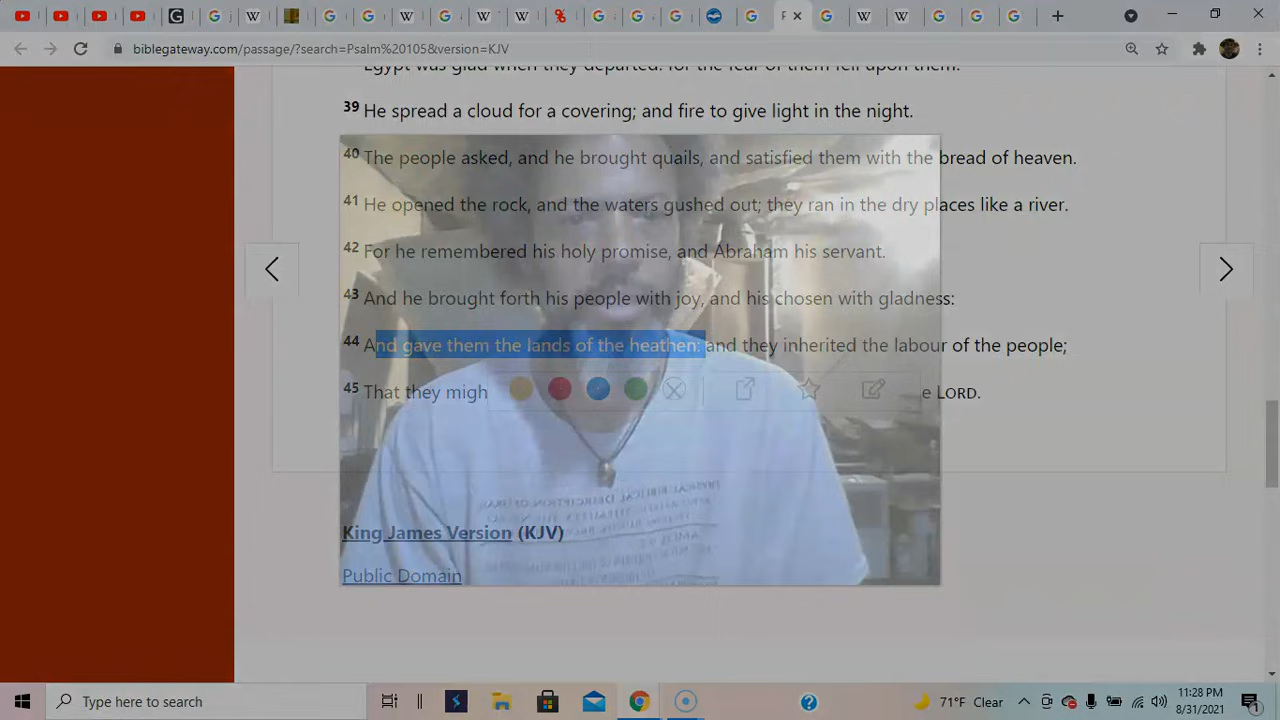 biblegateway.com/passage/?search=Psalm%20105&version=KJV
Egypt was glad when they departed: for the fear of them fell upon them.
39 He spread a cloud for a covering; and fire to give light in the night.
40 The people asked, and he brought quails, and satisfied them with the bread of heaven.
41 He opened the rock, and the waters gushed out; they ran in the dry places like a river.
42 For he remembered his holy promise, and Abraham his servant.
43 And he brought forth his people with joy, and his chosen with gladness:
44 And gave them the lands of the heathen: and they inherited the labour of the people;
45 That they migh e LORD.
King James Version (KJV)
Public Domain
Type here to search
71°F Clear
11:28 PM
8/31/2021